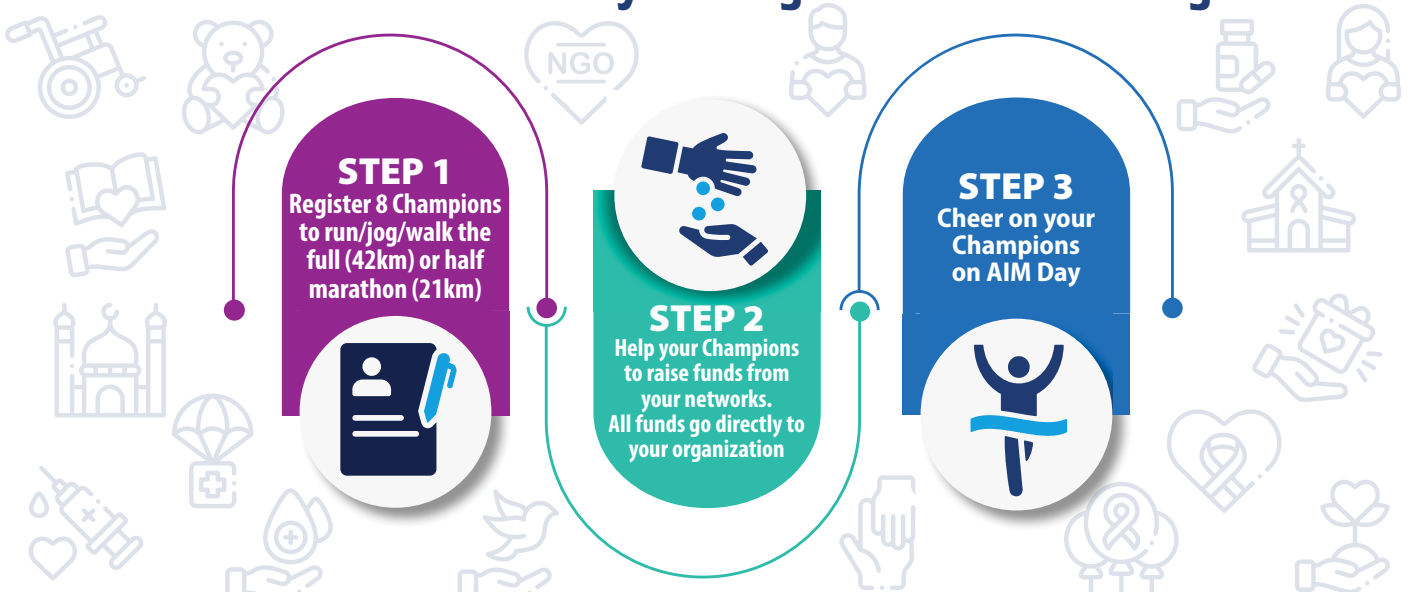 NGO
STEP 1
Register 8 Champions
to run/jog/walk the
full (42km) or half
marathon (21km)
STEP 2
Help your Champions
to raise funds from
your networks.
All funds go directly to
your organization
STEP 3
Cheer on your
Champions
on AIM Day